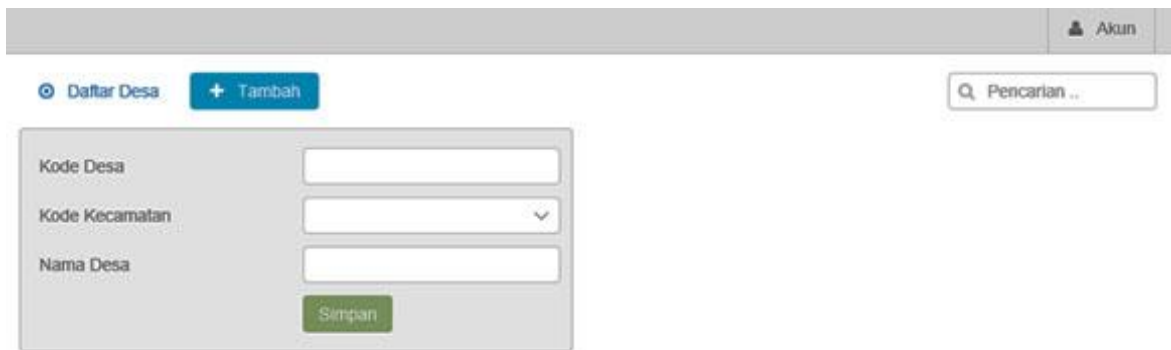 Akun
Daftar Desa + Tambah Pencarian ..
Kode Desa
Kode Kecamatan
Nama Desa
Simpan